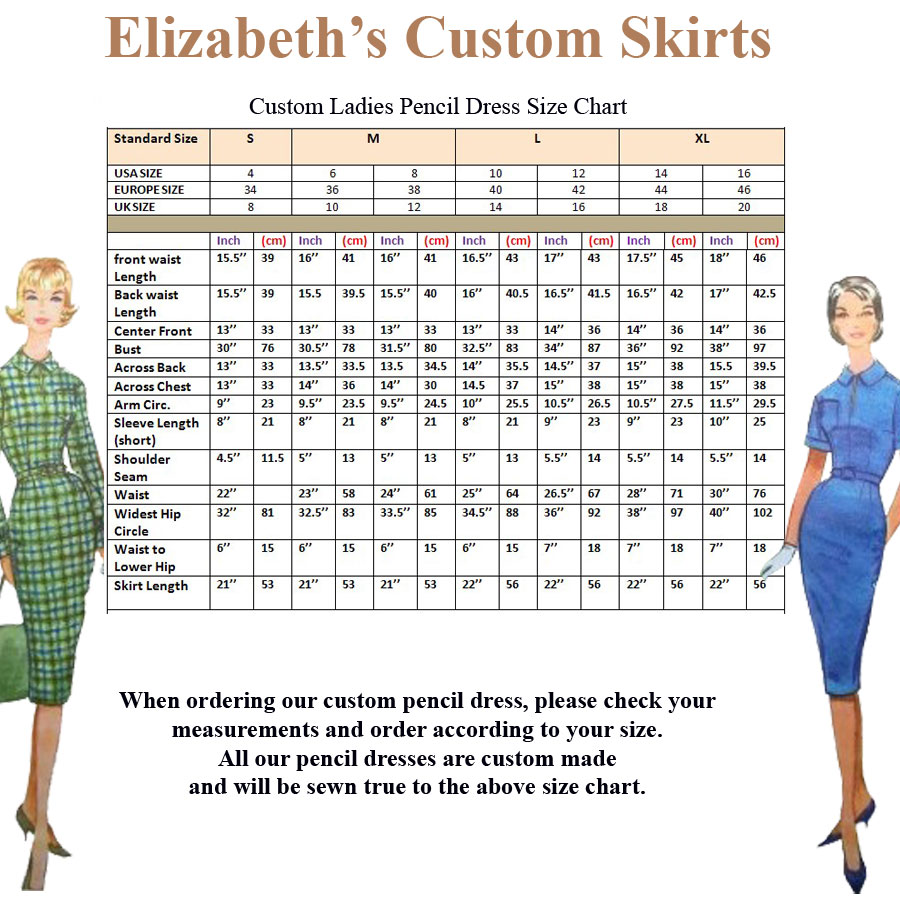 Elizabeth’s Custom Skirts
Custom Ladies Pencil Dress Size Chart
Standard Size S M L XL
USA SIZE 4 6 8 10 12 14 16
EUROPE SIZE 34 36 38 40 42 44 46
UK SIZE 8 10 12 14 16 18 20
Inch (cm) Inch (cm) Inch (cm) Inch (cm) Inch (cm) Inch (cm) Inch (cm)
front waist 15.5’’ 39 16’’ 41 16’’ 41 16.5’’ 43 17’’ 43 17.5’’ 45 18’’ 46
Length
Back waist 15.5’’ 39 15.5 39.5 15.5’’ 40 16’’ 40.5 16.5’’ 41.5 16.5’’ 42 17’’ 42.5
Length
Center Front 13’’ 33 13’’ 33 13’’ 33 13’’ 33 14’’ 36 14’’ 36 14’’ 36
Bust 30’’ 76 30.5’’ 78 31.5’’ 80 32.5’’ 83 34’’ 87 36’’ 92 38’’ 97
Across Back 13’’ 33 13.5’’ 33.5 13.5 34.5 14’’ 35.5 14.5’’ 37 15’’ 38 15.5 39.5
Across Chest 13’’ 33 14’’ 36 14’’ 30 14.5 37 15’’ 38 15’’ 38 15’’ 38
Arm Circ. 9’’ 23 9.5’’ 23.5 9.5’’ 24.5 10’’ 25.5 10.5’’ 26.5 10.5’’ 27.5 11.5’’ 29.5
Sleeve Length 8’’ 21 8’’ 21 8’’ 21 8’’ 21 9’’ 23 9’’ 23 10’’ 25
(short)
Shoulder 4.5’’ 11.5 5’’ 13 5’’ 13 5’’ 13 5.5’’ 14 5.5’’ 14 5.5’’ 14
Seam
Waist 22’’ 23’’ 58 24’’ 61 25’’ 64 26.5’’ 67 28’’ 71 30’’ 76
Widest Hip 32’’ 81 32.5’’ 83 33.5’’ 85 34.5’’ 88 36’’ 92 38’’ 97 40’’ 102
Circle
Waist to 6’’ 15 6’’ 15 6’’ 15 6’’ 15 7’’ 18 7’’ 18 7’’ 18
Lower Hip
Skirt Length 21’’ 53 21’’ 53 21’’ 53 22’’ 56 22’’ 56 22’’ 56 22’’ 56
When ordering our custom pencil dress, please check your
measurements and order according to your size.
All our pencil dresses are custom made
and will be sewn true to the above size chart.